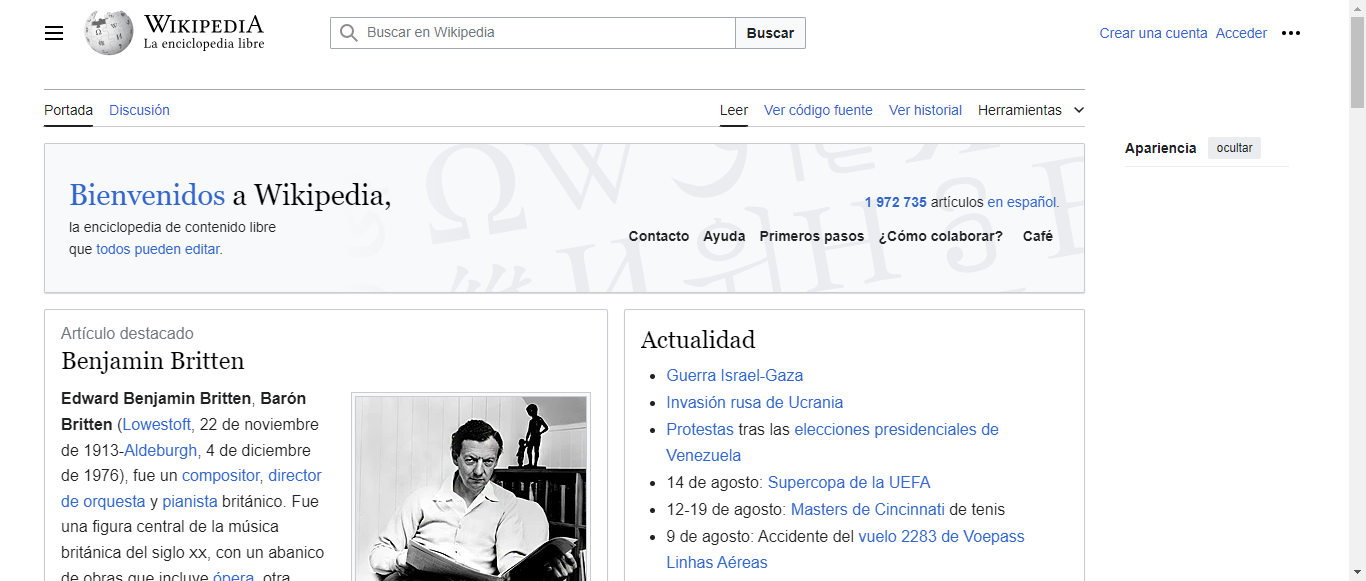 WIKIPEDIA
La enciclopedia libre
Buscar en Wikipedia
Buscar
Crear una cuenta Acceder
Portada Discusión
Leer Ver código fuente Ver historial Herramientas
Apariencia ocultar
Bienvenidos a Wikipedia,
la enciclopedia de contenido libre
que todos pueden editar.
1 972 735 artículos en español.
Contacto Ayuda Primeros pasos ¿Cómo colaborar? Café
Artículo destacado
Benjamin Britten
Edward Benjamin Britten, Barón
Britten (Lowestoft, 22 de noviembre
de 1913-Aldeburgh, 4 de diciembre
de 1976), fue un compositor, director
de orquesta y pianista británico. Fue
una figura central de la música
británica del siglo XX, con un abanico
de obras que incluye ópera, otra
Actualidad
Guerra Israel-Gaza
Invasión rusa de Ucrania
Protestas tras las elecciones presidenciales de
Venezuela
14 de agosto: Supercopa de la UEFA
12-19 de agosto: Masters de Cincinnati de tenis
9 de agosto: Accidente del vuelo 2283 de Voepass
Linhas Aéreas